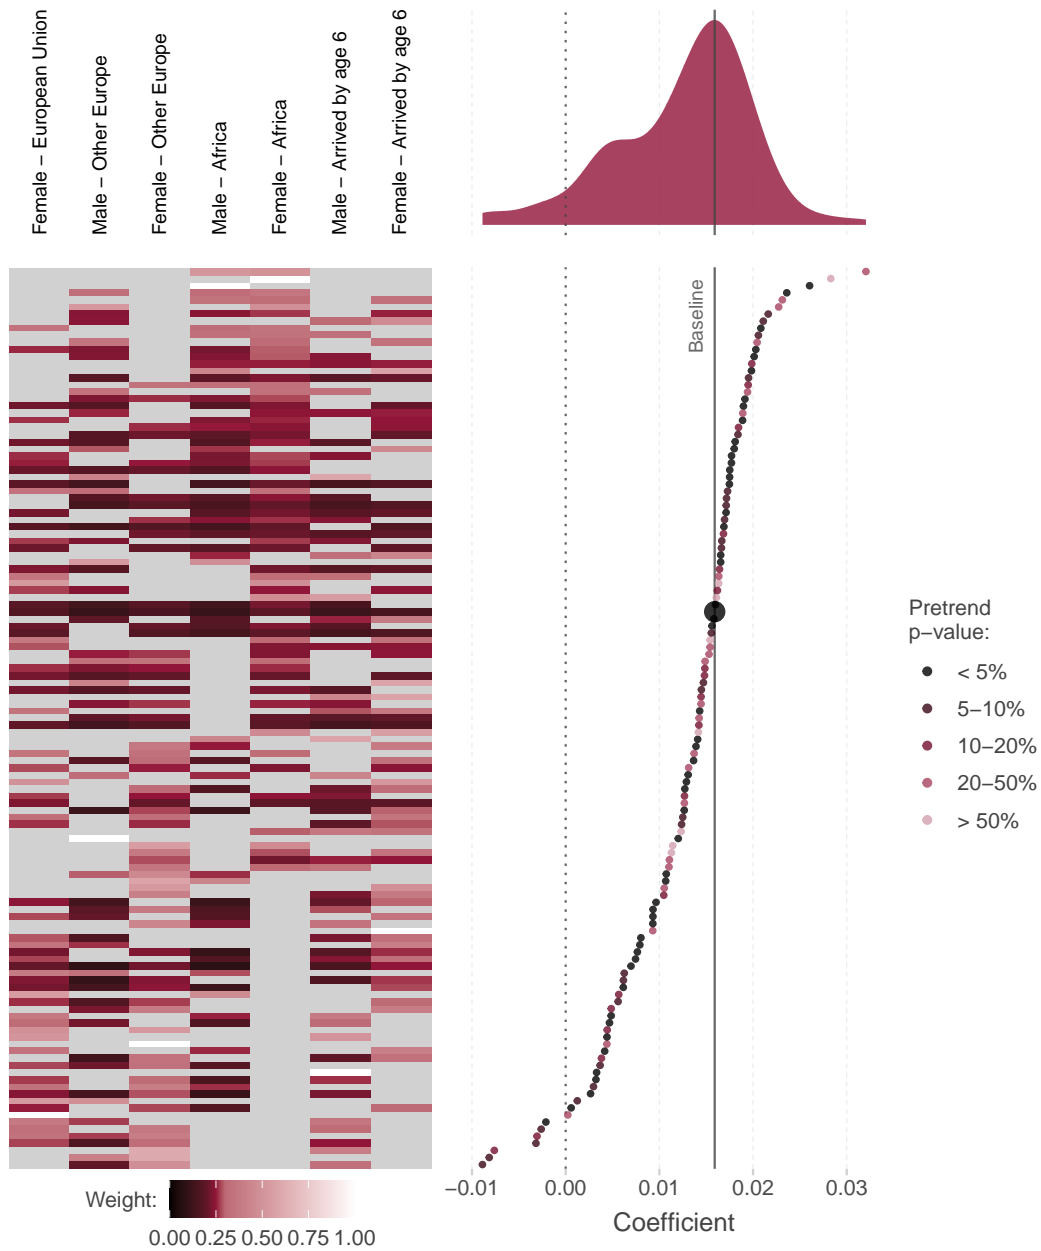 Female – European Union
Male – Other Europe
Female – Other Europe
Male – Africa
Female – Africa
Male – Arrived by age 6
Female – Arrived by age 6
Baseline
Pretrend
p−value:
< 5%
5−10%
10−20%
20−50%
> 50%
−0.01 0.00 0.01 0.02 0.03
Coefficient
Weight:
0.00 0.25 0.50 0.75 1.00